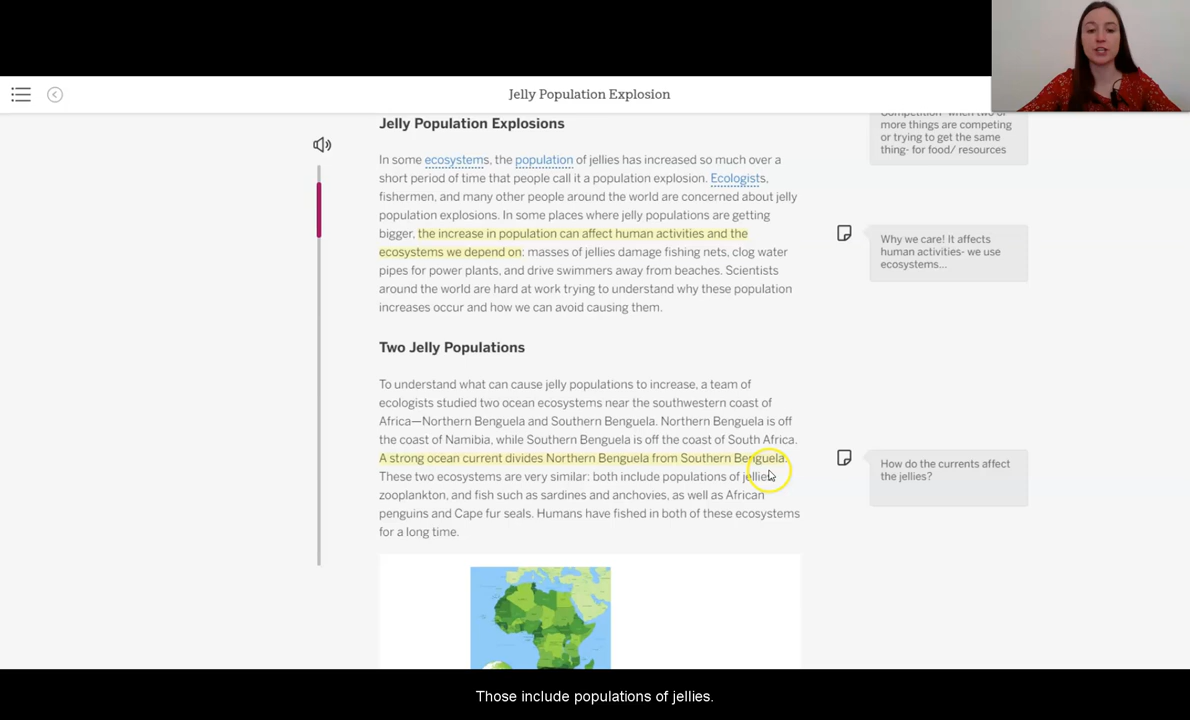 Jelly Population Explosion
Jelly Population Explosions
In some ecosystems, the population of jellies has increased so much over a
short period of time that people call it a population explosion. Ecologists,
fishermen, and many other people around the world are concerned about jelly
population explosions. In some places where jelly populations are getting
bigger, the increase in population can affect human activities and the
ecosystems we depend on: masses of jellies damage fishing nets, clog water
pipes for power plants, and drive swimmers away from beaches. Scientists
around the world are hard at work trying to understand why these population
increases occur and how we can avoid causing them.
Two Jelly Populations
To understand what can cause jelly populations to increase, a team of
ecologists studied two ocean ecosystems near the southwestern coast of
Africa—Northern Benguela and Southern Benguela. Northern Benguela is off
the coast of Namibia, while Southern Benguela is off the coast of South Africa.
A strong ocean current divides Northern Benguela from Southern Benguela.
These two ecosystems are very similar: both include populations of jellies,
zooplankton, and fish such as sardines and anchovies, as well as African
penguins and Cape fur seals. Humans have fished in both of these ecosystems
for a long time.
Competition- when two or
more things are competing
or trying to get the same
thing- for food/ resources
Why we care! It affects
human activities- we use
ecosystems...
How do the currents affect
the jellies?
Those include populations of jellies.